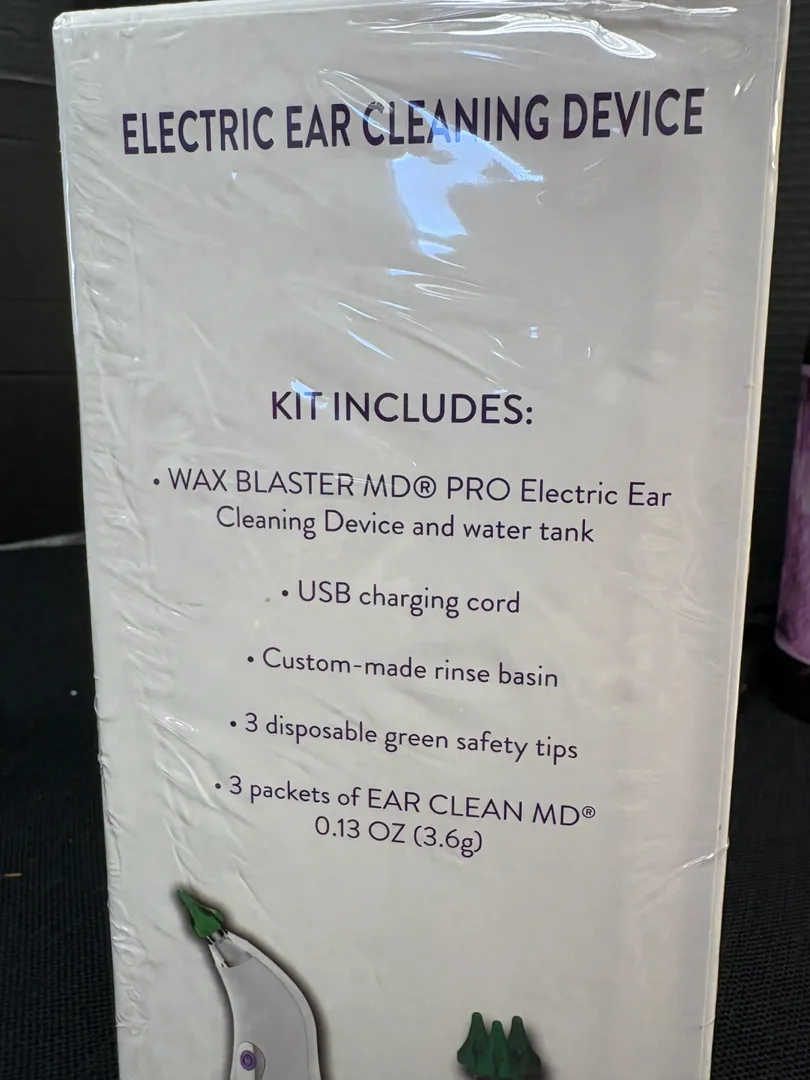 ELECTRIC EAR CLEANING DEVICE
KIT INCLUDES:
• WAX BLASTER MD® PRO Electric Ear
Cleaning Device and water tank
• USB charging cord
• Custom-made rinse basin
• 3 disposable green safety tips
• 3 packets of EAR CLEAN MD®
0.13 OZ (3.6g)